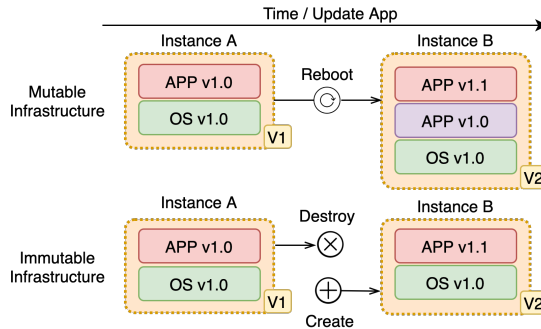 Time / Update App
Instance A
Instance B
Mutable
Infrastructure
APP v1.0
OS v1.0
V1
Reboot
APP v1.1
APP v1.0
OS v1.0
V2
Instance A
Instance B
Immutable
Infrastructure
APP v1.0
OS v1.0
V1
Destroy
Create
APP v1.1
OS v1.0
V2